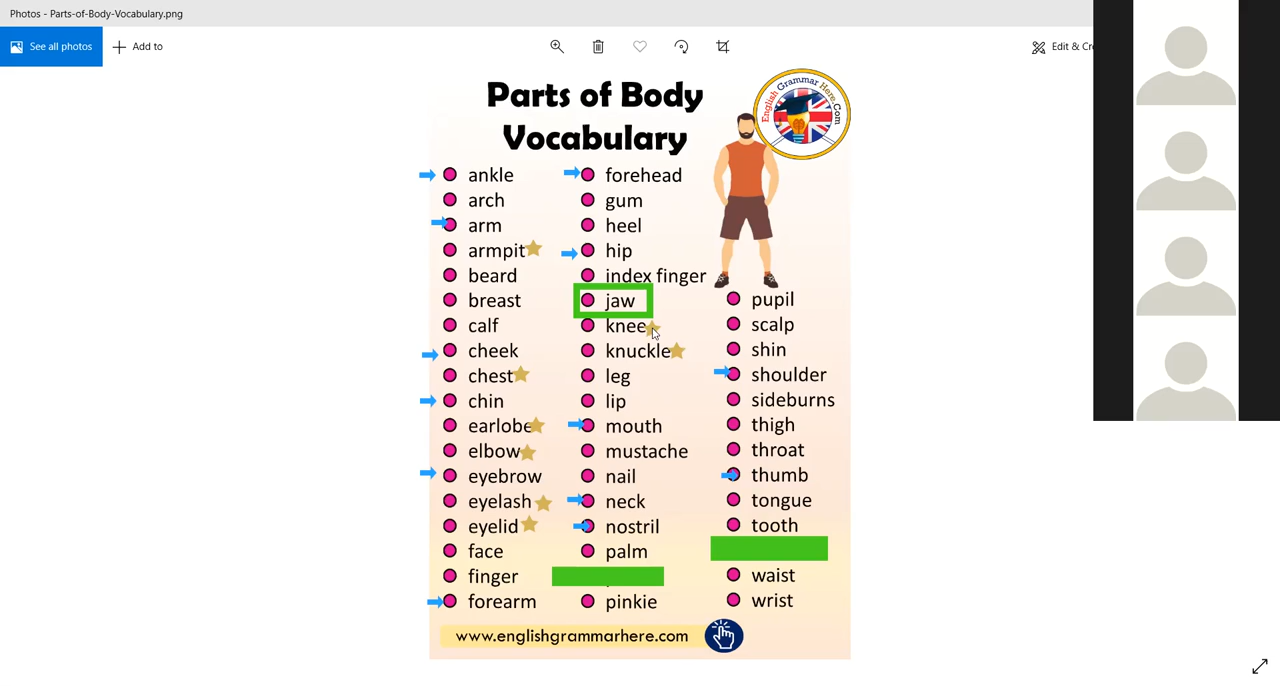 Photos - Parts-of-Body-Vocabulary.png
See all photos
Add to
Edit & Cr
Parts of Body
Vocabulary
English Grammar Here.Com
ankle
arch
arm
armpit
beard
breast
calf
cheek
chest
chin
earlobe
elbow
eyebrow
eyelash
eyelid
face
finger
forearm
forehead
gum
heel
hip
index finger
jaw
knee
knuckle
leg
lip
mouth
mustache
nail
neck
nostril
palm
pinkie
pupil
scalp
shin
shoulder
sideburns
thigh
throat
thumb
tongue
tooth
waist
wrist
www.englishgrammarhere.com